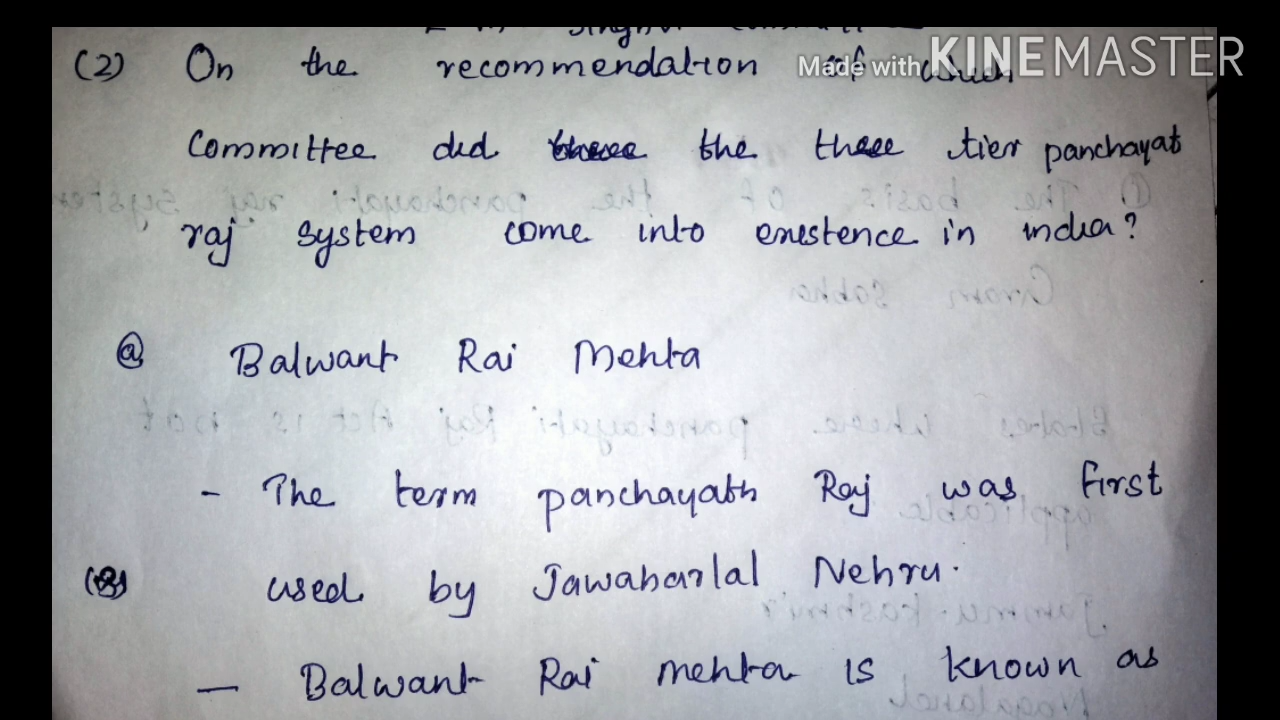 Made with KINEMASTER
(2) On the recommendation of which
Committee did the three tier panchayat
raj system come into existence in india?
@ Balwant Rai Mehta
- The term panchayath Raj was first
used by Jawaharlal Nehru.
- Balwant Rai mehta is known as